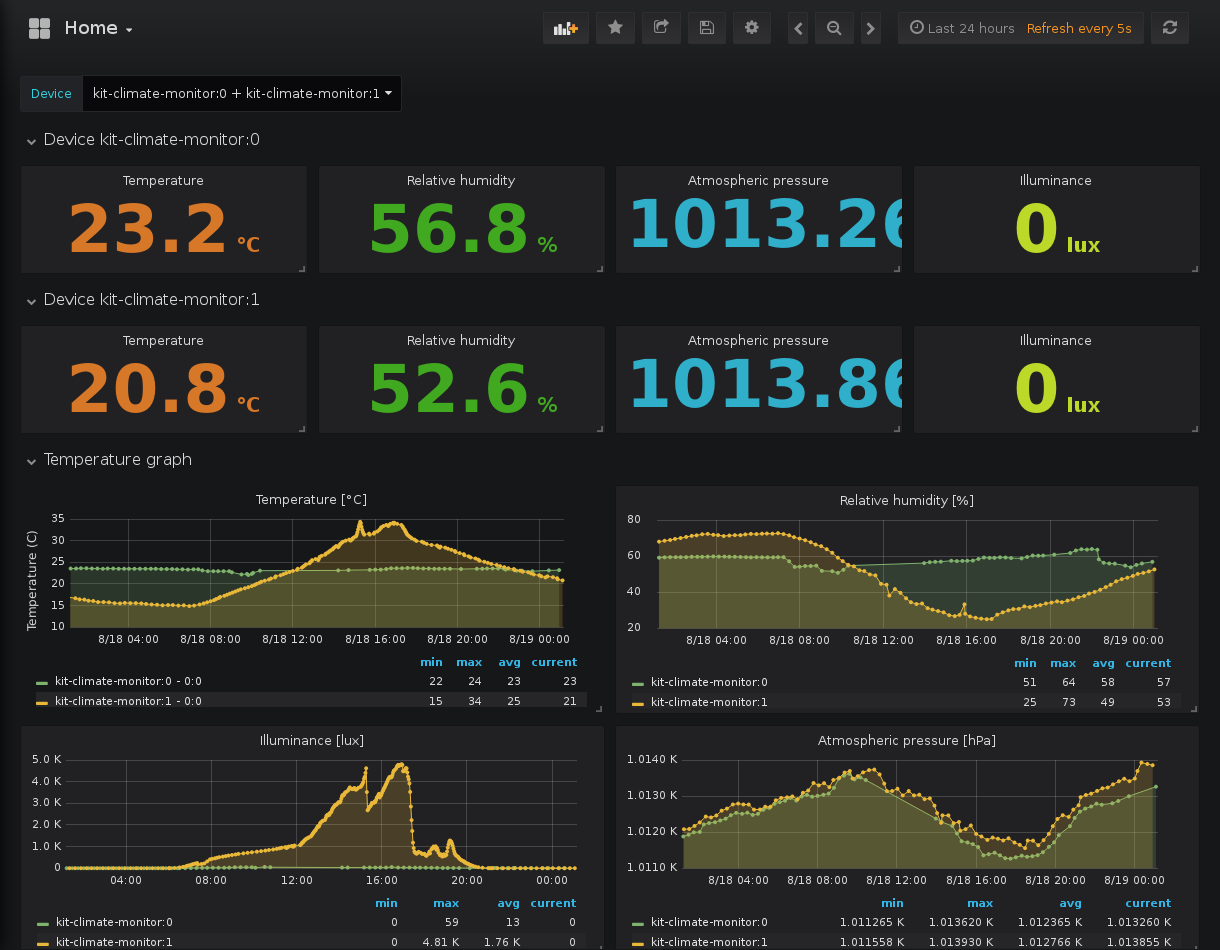 Home
Last 24 hours Refresh every 5s
Device kit-climate-monitor:0 + kit-climate-monitor:1
Device kit-climate-monitor:0
Temperature Relative humidity Atmospheric pressure Illuminance
23.2 °C 56.8 % 1013.26 0 lux
Device kit-climate-monitor:1
Temperature Relative humidity Atmospheric pressure Illuminance
20.8 °C 52.6 % 1013.86 0 lux
Temperature graph
Temperature [°C]
Temperature (C)
35
30
25
20
15
10
8/18 04:00 8/18 08:00 8/18 12:00 8/18 16:00 8/18 20:00 8/19 00:00
min max avg current
kit-climate-monitor:0 - 0:0 22 24 23 23
kit-climate-monitor:1 - 0:0 15 34 25 21
Relative humidity [%]
80
60
40
20
8/18 04:00 8/18 08:00 8/18 12:00 8/18 16:00 8/18 20:00 8/19 00:00
min max avg current
kit-climate-monitor:0 51 64 58 57
kit-climate-monitor:1 25 73 49 53
Illuminance [lux]
5.0 K
4.0 K
3.0 K
2.0 K
1.0 K
0
04:00 08:00 12:00 16:00 20:00 00:00
min max avg current
kit-climate-monitor:0 0 59 13 0
kit-climate-monitor:1 0 4.81 K 1.76 K 0
Atmospheric pressure [hPa]
1.0140 K
1.0130 K
1.0120 K
1.0110 K
8/18 04:00 8/18 08:00 8/18 12:00 8/18 16:00 8/18 20:00 8/19 00:00
min max avg current
kit-climate-monitor:0 1.011265 K 1.013620 K 1.012365 K 1.013260 K
kit-climate-monitor:1 1.011558 K 1.013930 K 1.012766 K 1.013855 K